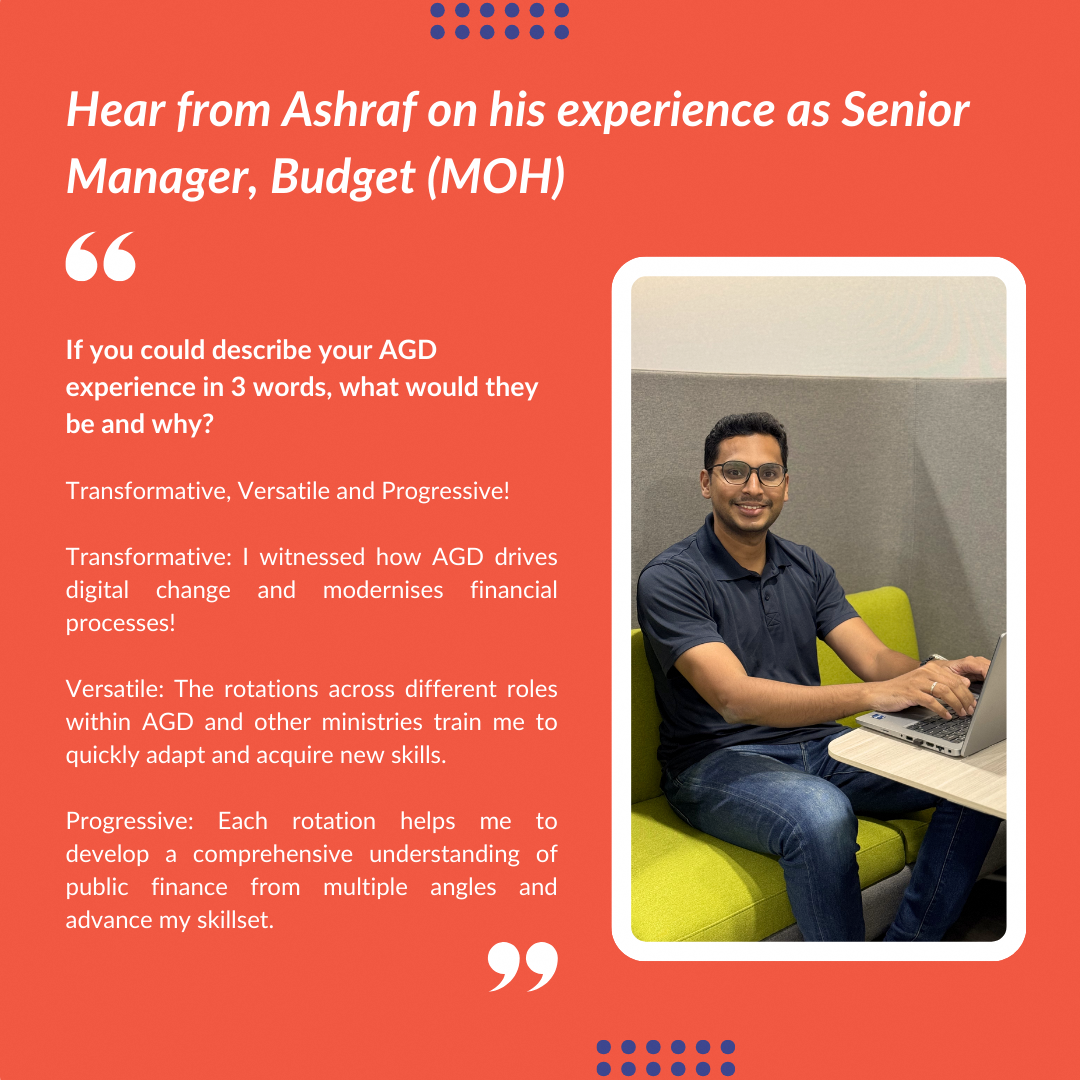 Hear from Ashraf on his experience as Senior
Manager, Budget (MOH)
“
If you could describe your AGD
experience in 3 words, what would they
be and why?
Transformative, Versatile and Progressive!
Transformative: I witnessed how AGD drives
digital change and modernises financial
processes!
Versatile: The rotations across different roles
within AGD and other ministries train me to
quickly adapt and acquire new skills.
Progressive: Each rotation helps me to
develop a comprehensive understanding of
public finance from multiple angles and
advance my skillset.
”